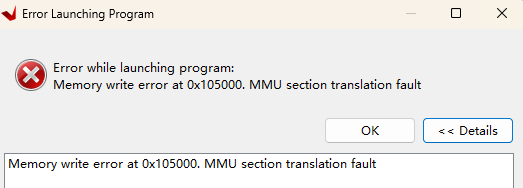 Error Launching Program
Error while launching program:
Memory write error at 0x105000. MMU section translation fault
OK
<< Details
Memory write error at 0x105000. MMU section translation fault